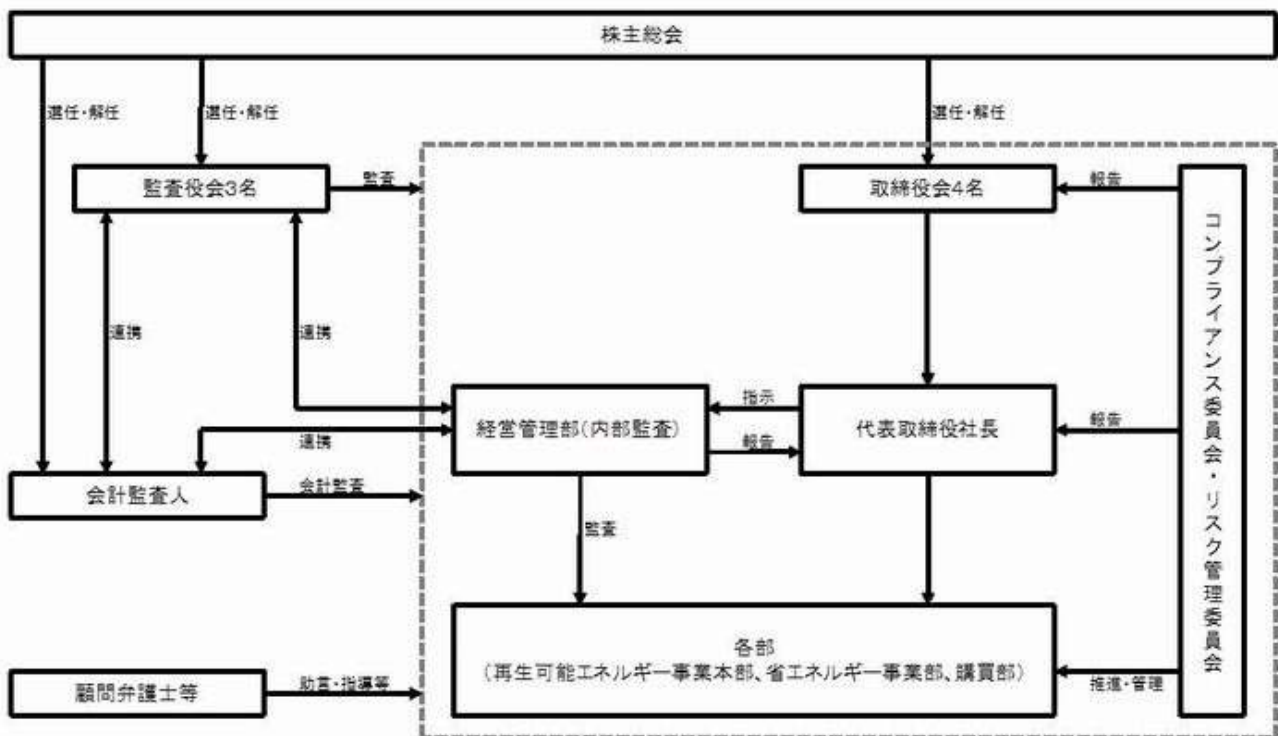 株主総会
選任・解任
選任・解任
選任・解任
監査役会3名
監査
取締役会4名
報告
コンプライアンス委員会・リスク管理委員会
連携
連携
経営管理部(内部監査)
指示
報告
代表取締役社長
報告
連携
会計監査人
会計監査
監査
各部
(再生可能エネルギー事業本部、省エネルギー事業部、購買部)
顧問弁護士等
助言・指導等
推進・管理